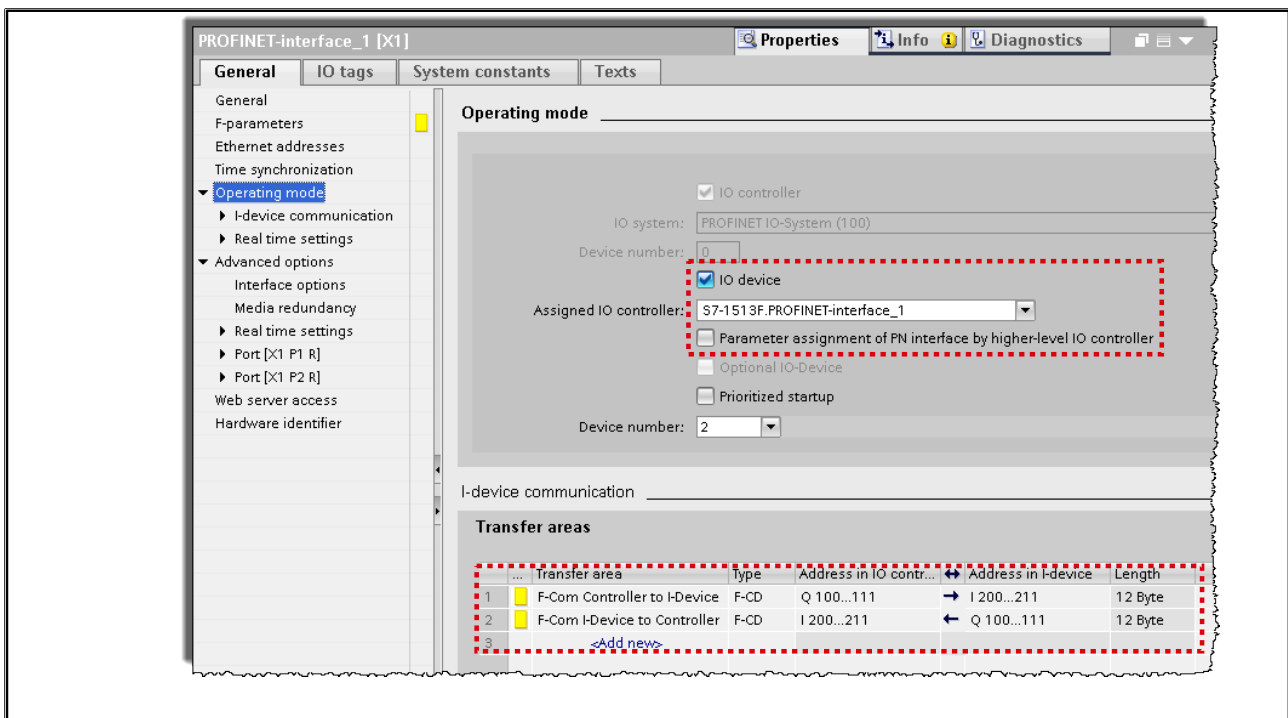 PROFINET-interface_1 [X1]
Properties
Info
Diagnostics
General
IO tags
System constants
Texts
General
F-parameters
Ethernet addresses
Time synchronization
Operating mode
I-device communication
Real time settings
Advanced options
Interface options
Media redundancy
Real time settings
Port [X1 P1 R]
Port [X1 P2 R]
Web server access
Hardware identifier
Operating mode
IO controller
IO system: PROFINET IO-System (100)
Device number: 0
IO device
Assigned IO controller: S7-1513F.PROFINET-interface_1
Parameter assignment of PN interface by higher-level IO controller
Optional IO-Device
Prioritized startup
Device number: 2
I-device communication
Transfer areas
... Transfer area Type Address in IO contr... ↔ Address in I-device Length
1 F-Com Controller to I-Device F-CD Q 100...111 → I 200...211 12 Byte
2 F-Com I-Device to Controller F-CD I 200...211 ← Q 100...111 12 Byte
3 <Add new>